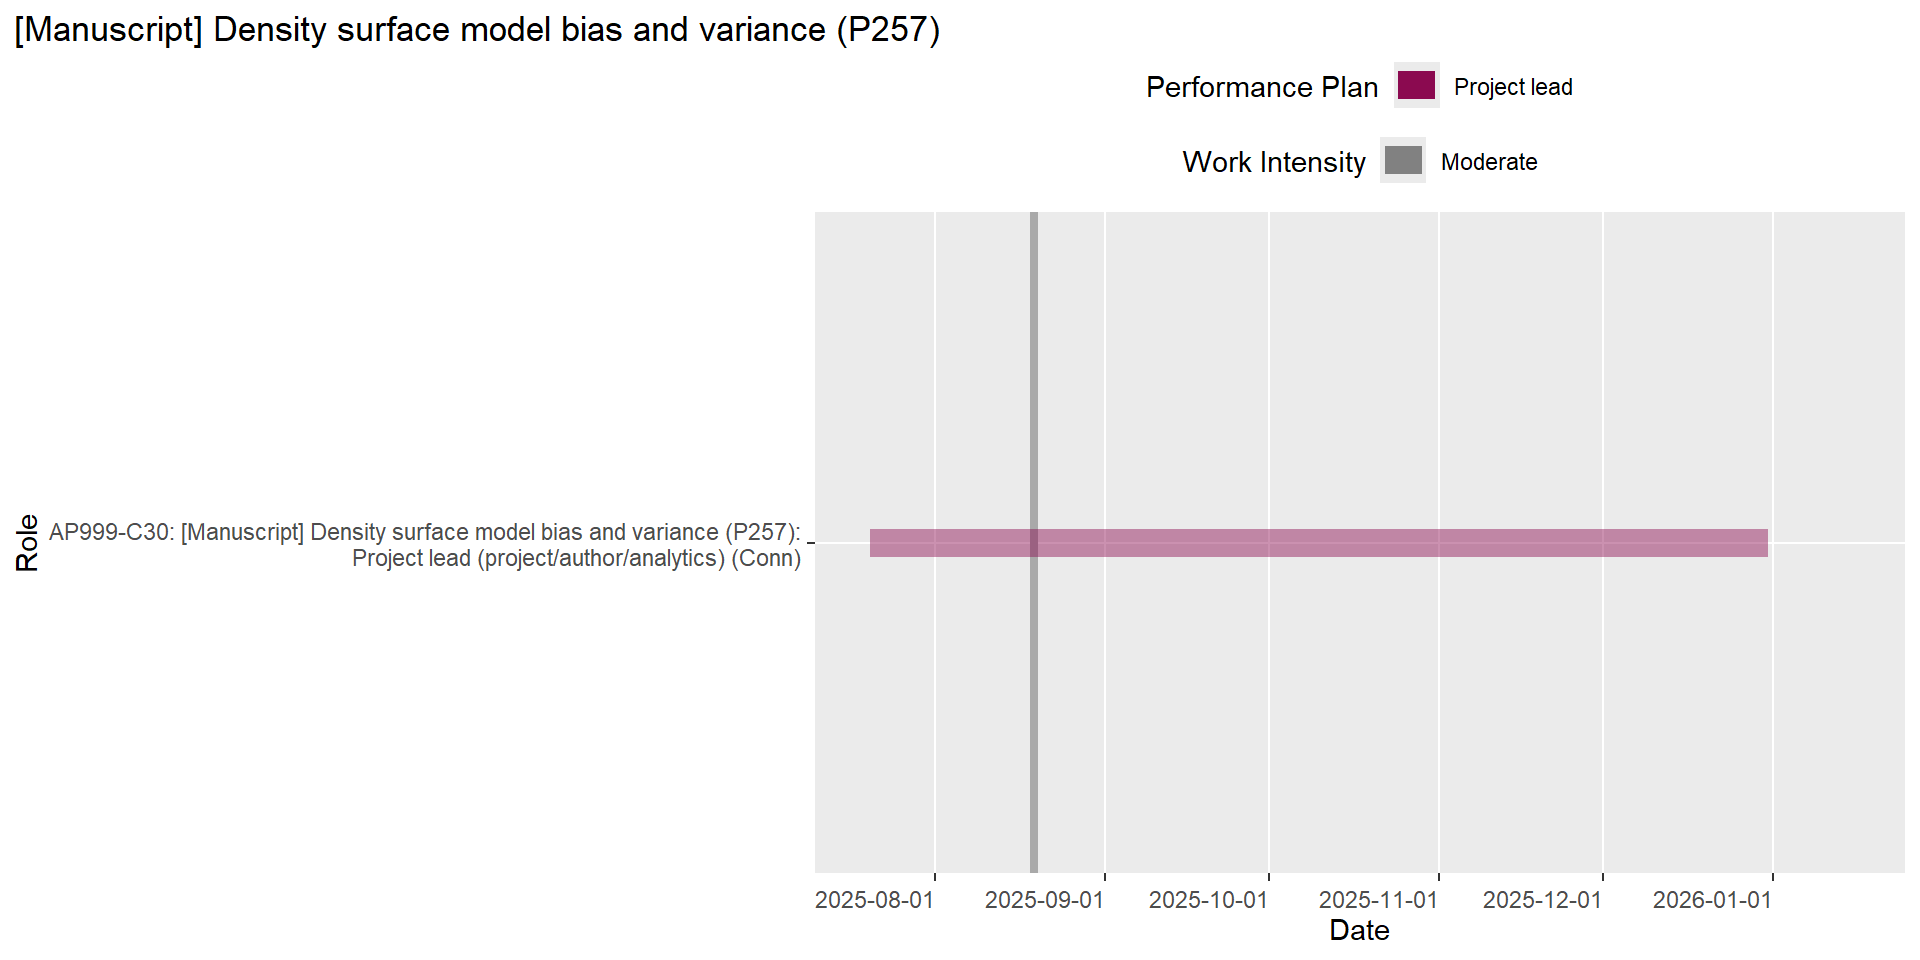 [Manuscript] Density surface model bias and variance (P257)
Performance Plan
Project lead
Work Intensity
Moderate
Role
AP999-C30: [Manuscript] Density surface model bias and variance (P257):
Project lead (project/author/analytics) (Conn)
2025-08-01
2025-09-01
2025-10-01
2025-11-01
2025-12-01
2026-01-01
Date